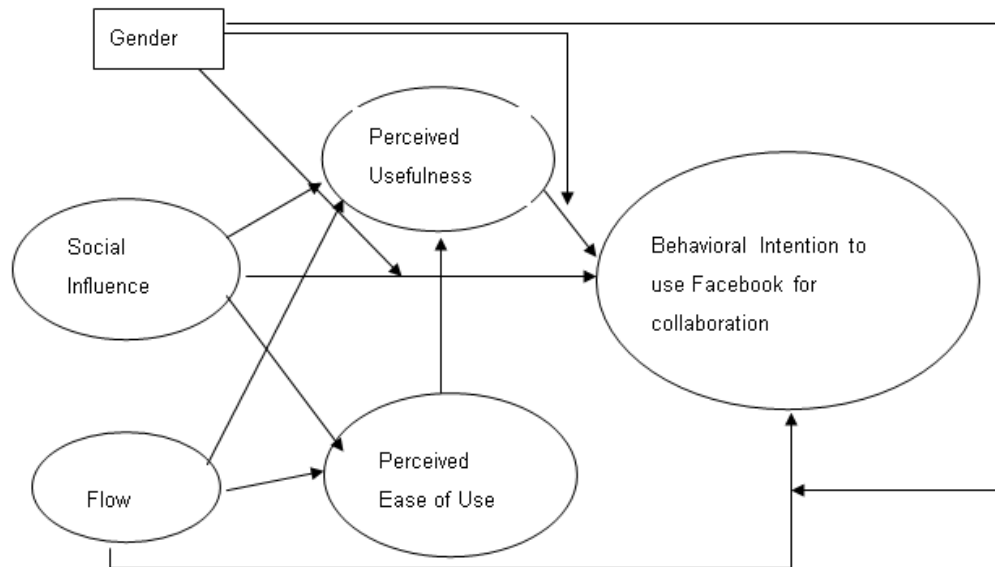 Gender
Perceived
Usefulness
Social
Influence
Behavioral Intention to
use Facebook for
collaboration
Perceived
Ease of Use
Flow